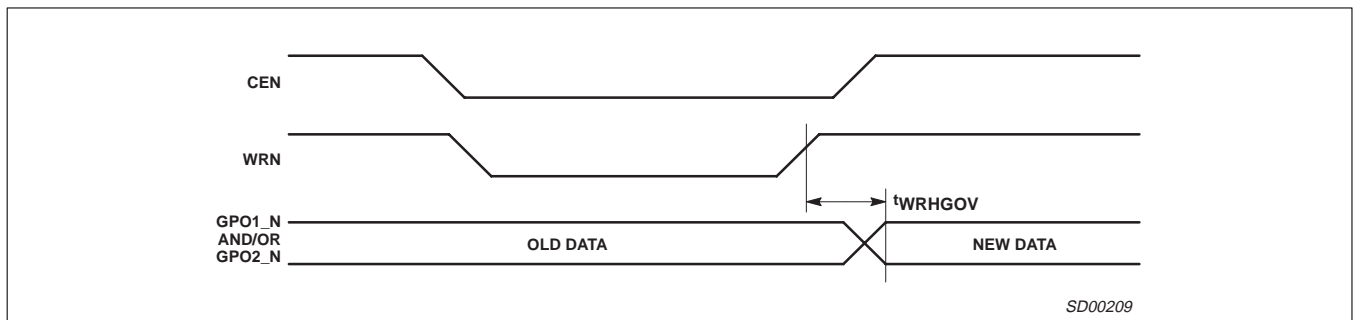 CEN
WRN
tWRHGOV
GPO1_N
AND/OR
GPO2_N
OLD DATA
NEW DATA
SD00209